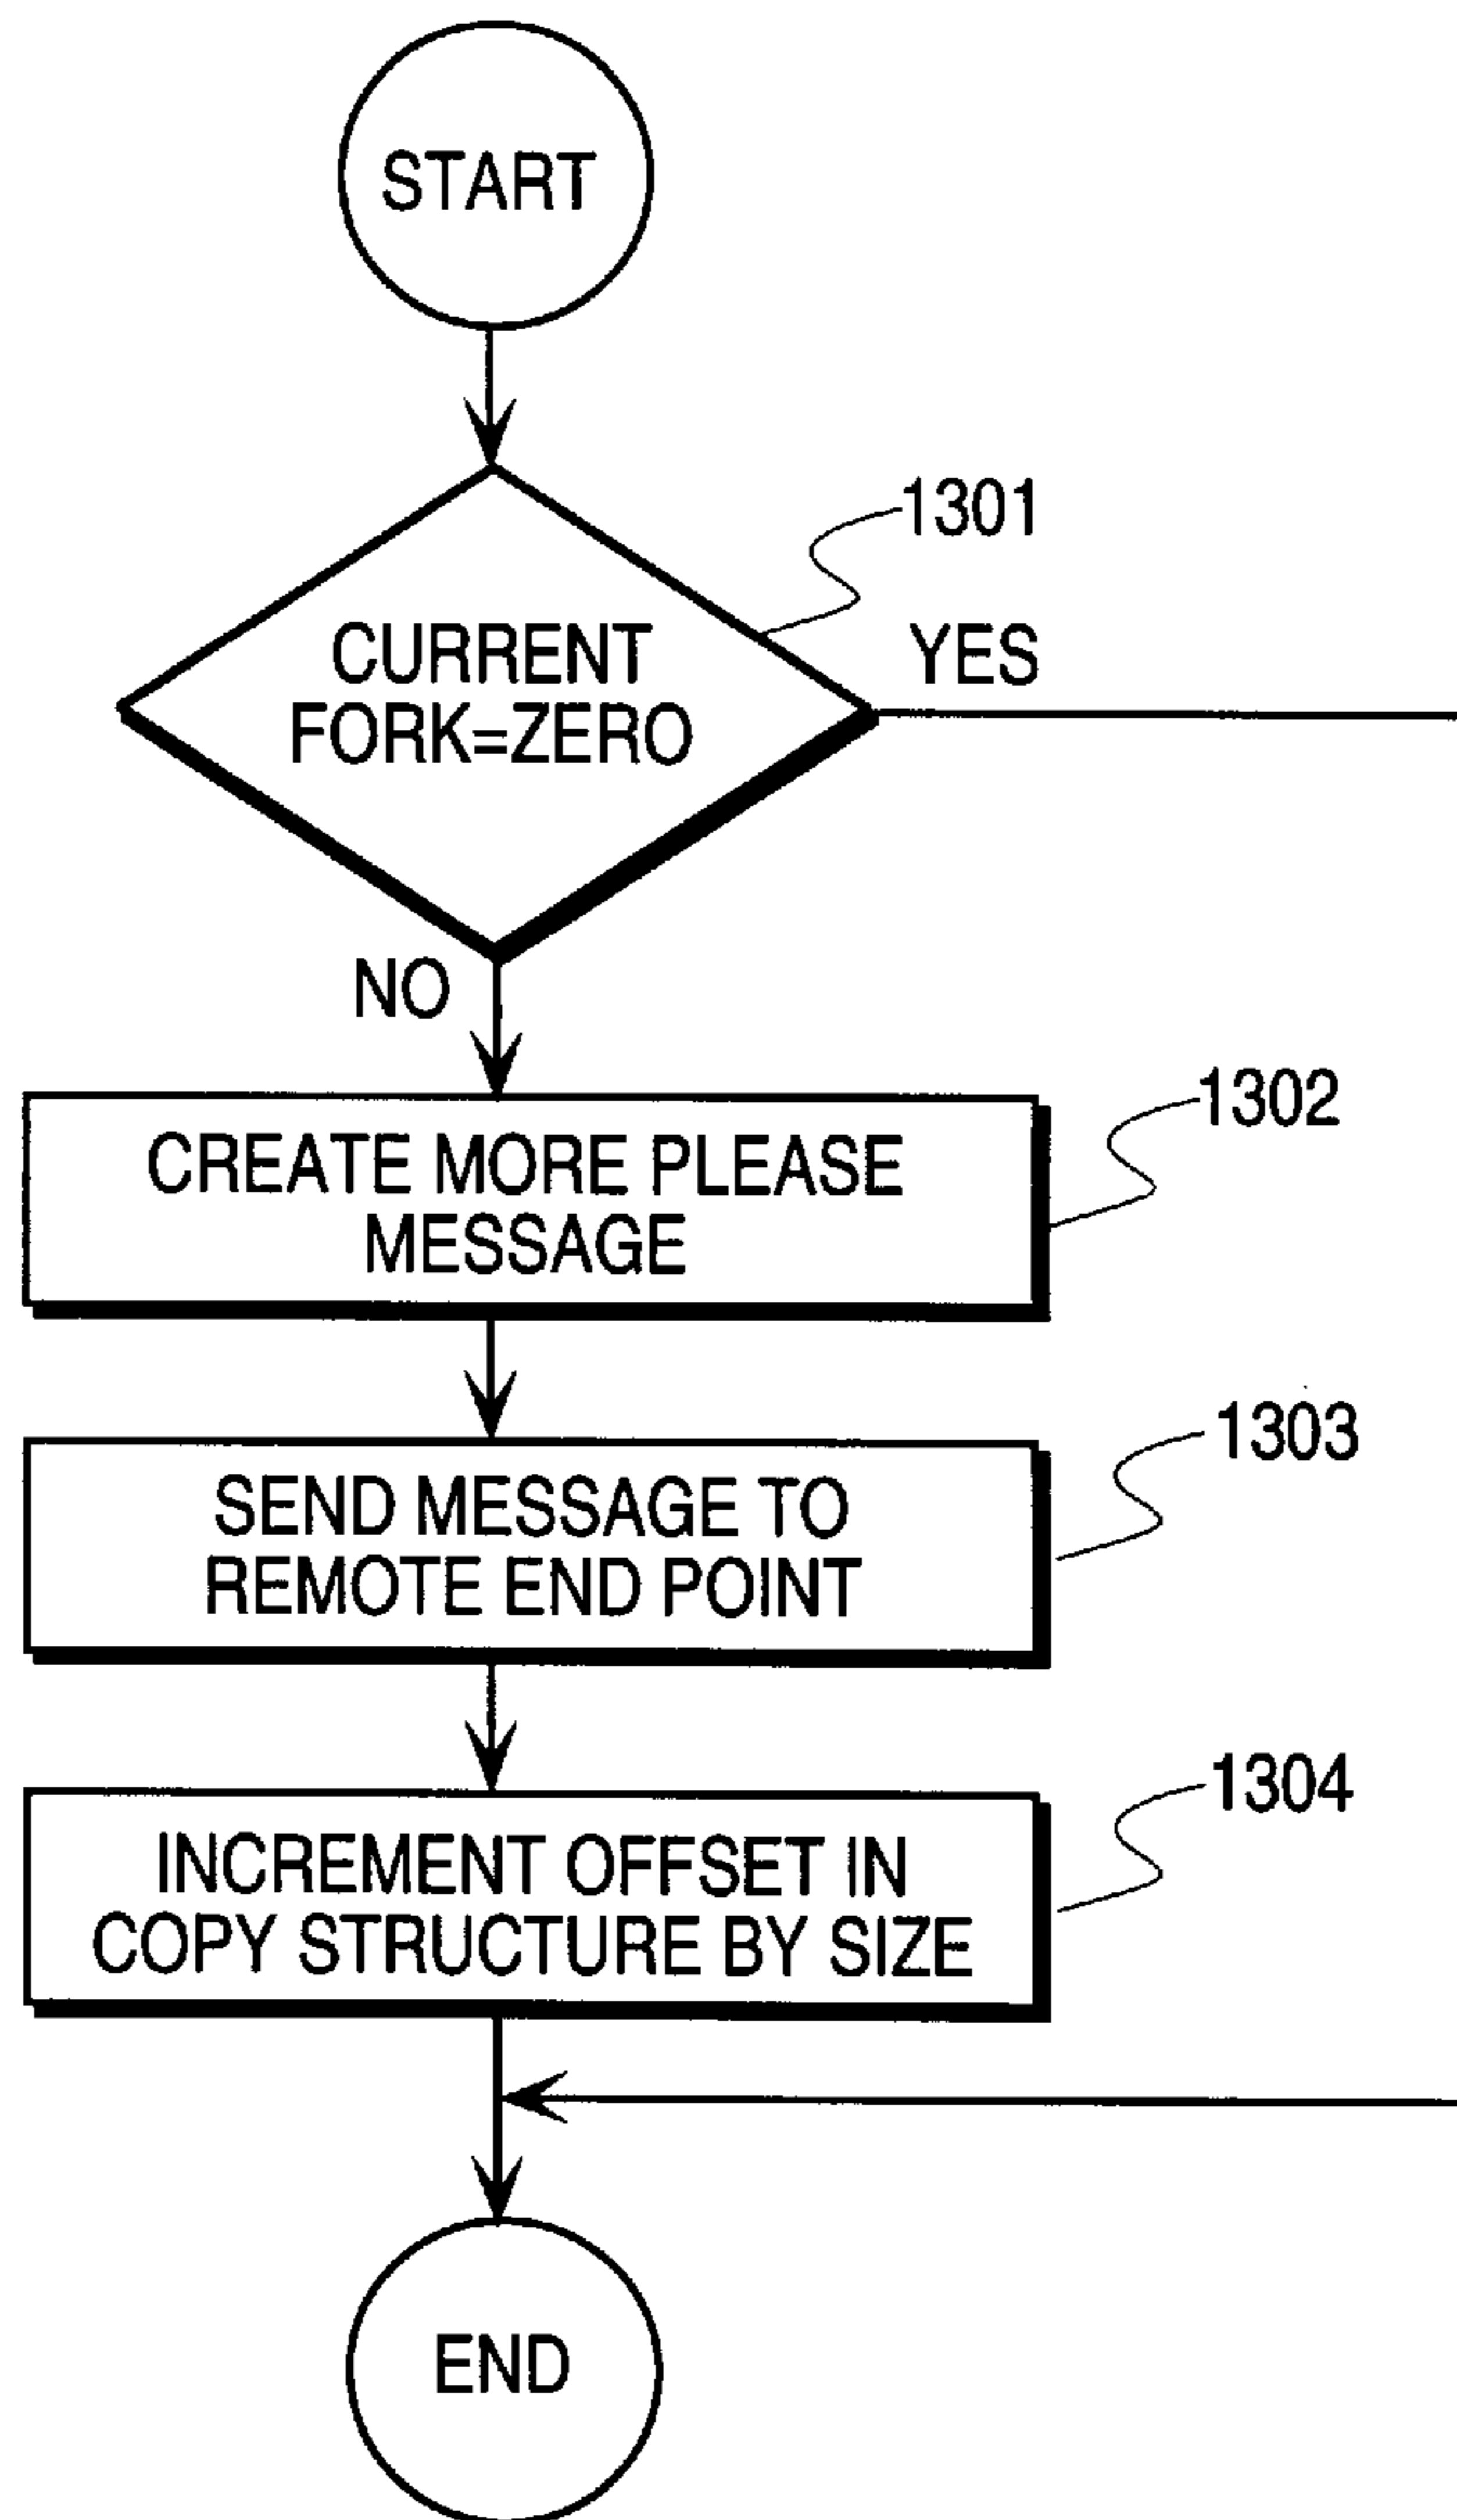 START
1301
CURRENT
FORK=ZERO
YES
NO
1302
CREATE MORE PLEASE
MESSAGE
1303
SEND MESSAGE TO
REMOTE END POINT
1304
INCREMENT OFFSET IN
COPY STRUCTURE BY SIZE
END